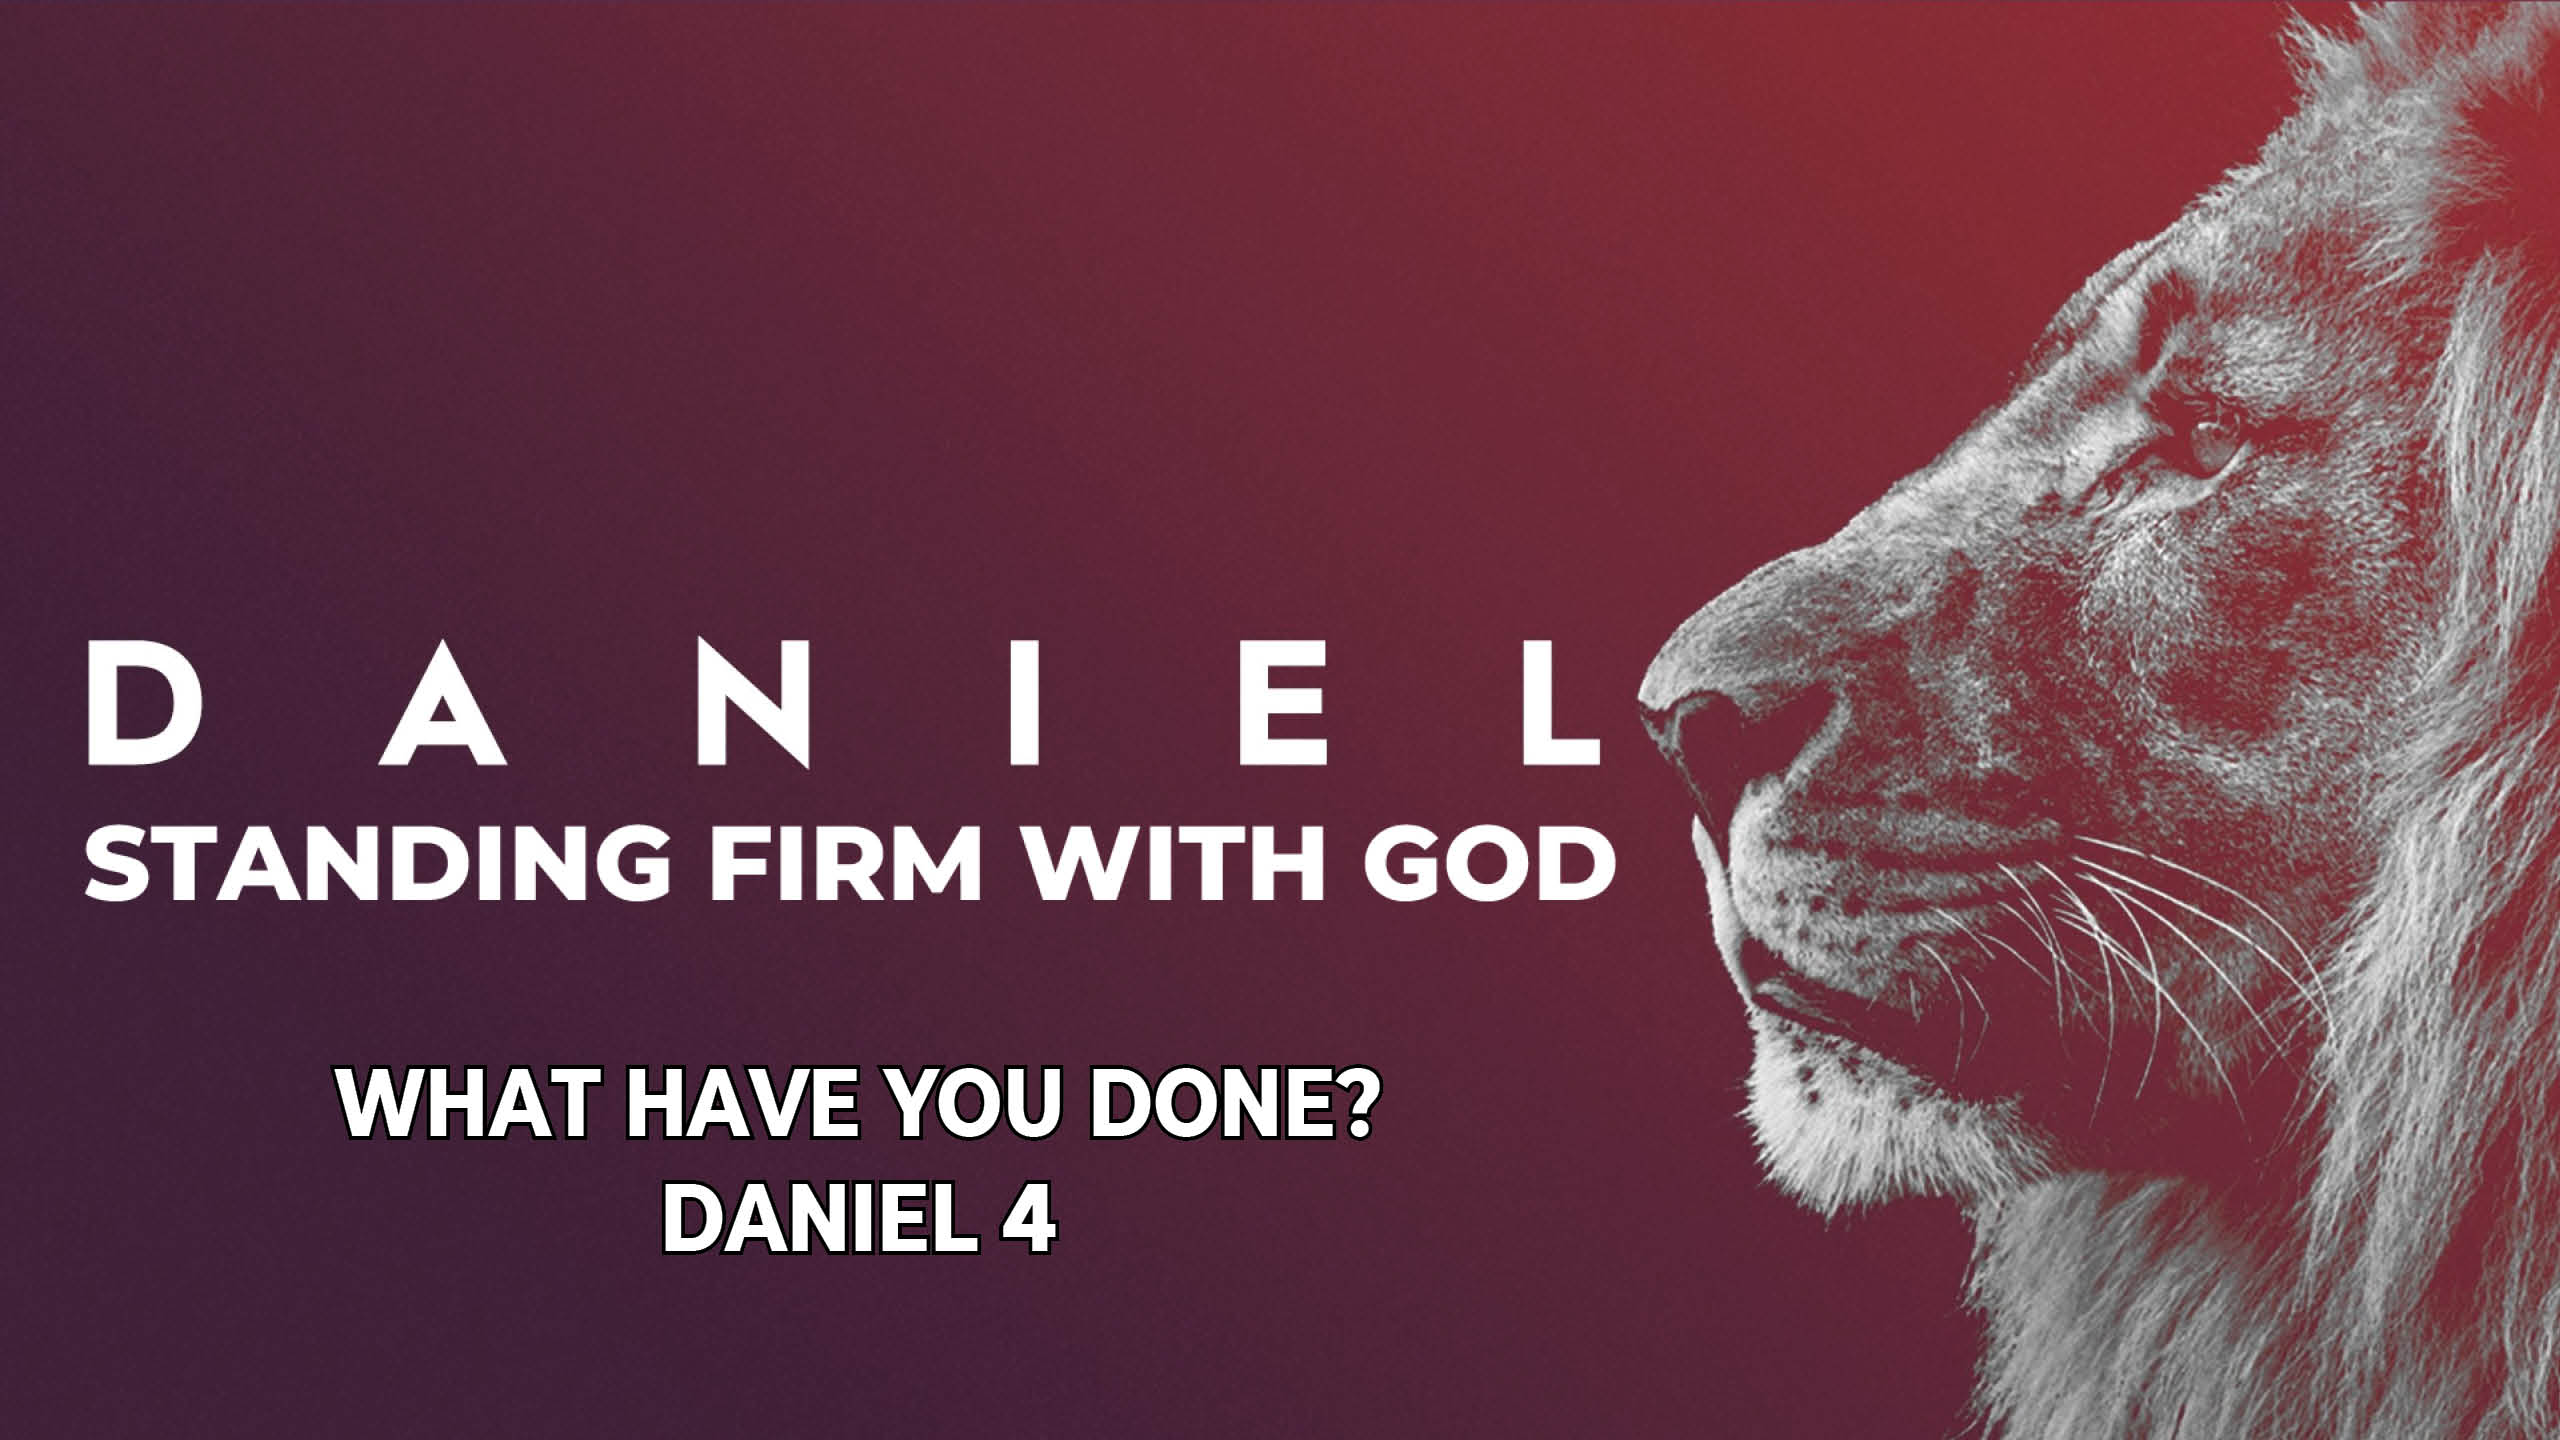 DANIEL
STANDING FIRM WITH GOD
WHAT HAVE YOU DONE?
DANIEL 4